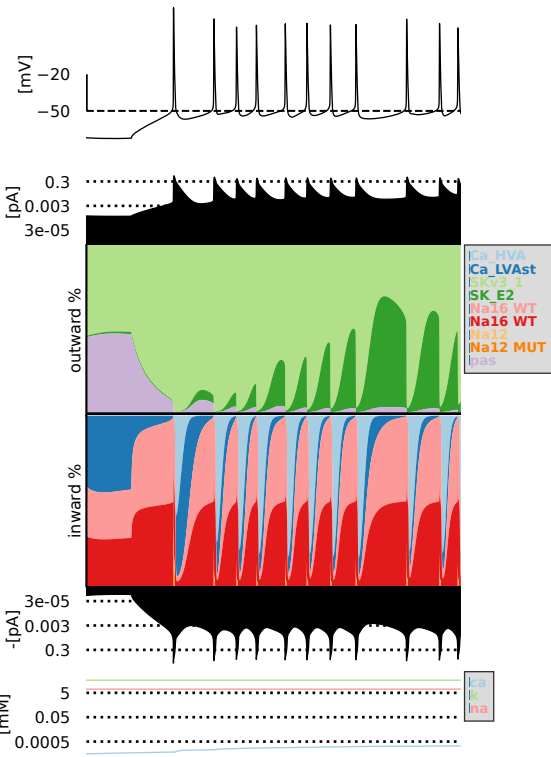 [mV]
−20
−50
[pA]
0.3
0.003
3e-05
outward %
Ca_HVA
Ca_LVAst
SKv3_1
SK_E2
Na16 WT
Na16 WT
Na12
Na12 MUT
pas
inward %
-[pA]
3e-05
0.003
0.3
[mM]
5
0.05
0.0005
ca
k
na